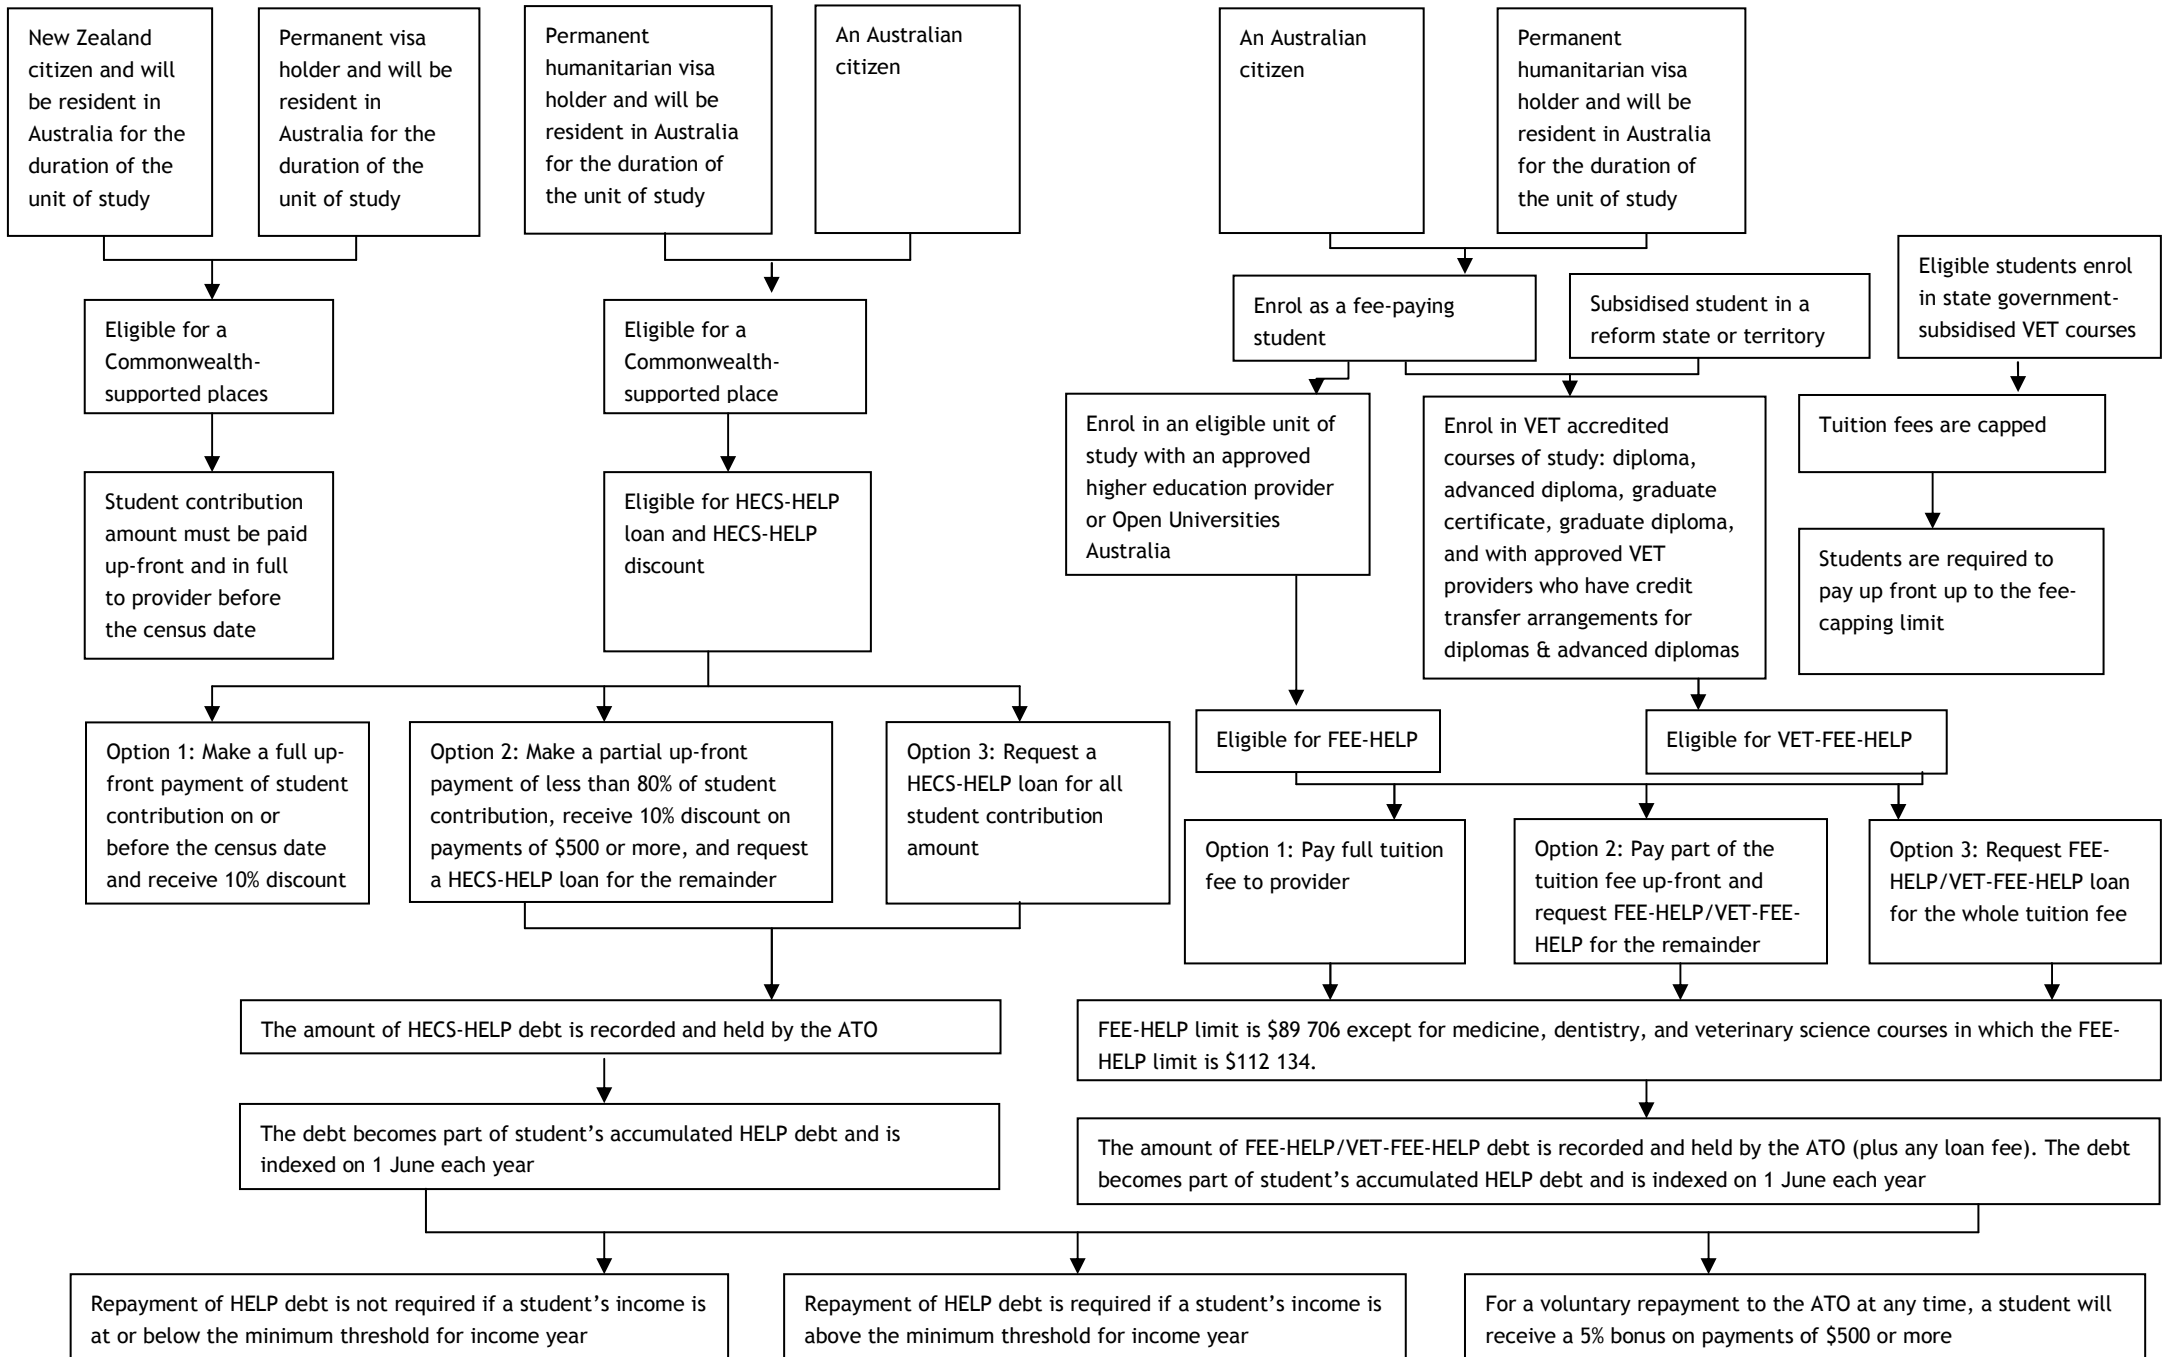 New Zealand
citizen and will
be resident in
Australia for the
duration of the
unit of study
Permanent visa
holder and will be
resident in
Australia for the
duration of the
unit of study
Permanent
humanitarian visa
holder and will be
resident in Australia
for the duration of
the unit of study
An Australian
citizen
An Australian
citizen
Permanent
humanitarian visa
holder and will be
resident in Australia
for the duration of
the unit of study
Eligible for a
Commonwealth-
supported places
Eligible for a
Commonwealth-
supported place
Enrol as a fee-paying
student
Subsidised student in a
reform state or territory
Eligible students enrol
in state government-
subsidised VET courses
Student contribution
amount must be paid
up-front and in full
to provider before
the census date
Eligible for HECS-HELP
loan and HECS-HELP
discount
Enrol in an eligible unit of
study with an approved
higher education provider
or Open Universities
Australia
Enrol in VET accredited
courses of study: diploma,
advanced diploma, graduate
certificate, graduate diploma,
and with approved VET
providers who have credit
transfer arrangements for
diplomas & advanced diplomas
Tuition fees are capped
Students are required to
pay up front up to the fee-
capping limit
Option 1: Make a full up-
front payment of student
contribution on or
before the census date
and receive 10% discount
Option 2: Make a partial up-front
payment of less than 80% of student
contribution, receive 10% discount on
payments of $500 or more, and request
a HECS-HELP loan for the remainder
Option 3: Request a
HECS-HELP loan for all
student contribution
amount
Eligible for FEE-HELP
Eligible for VET-FEE-HELP
Option 1: Pay full tuition
fee to provider
Option 2: Pay part of the
tuition fee up-front and
request FEE-HELP/VET-FEE-
HELP for the remainder
Option 3: Request FEE-
HELP/VET-FEE-HELP loan
for the whole tuition fee
The amount of HECS-HELP debt is recorded and held by the ATO
FEE-HELP limit is $89 706 except for medicine, dentistry, and veterinary science courses in which the FEE-
HELP limit is $112 134.
The debt becomes part of student's accumulated HELP debt and is
indexed on 1 June each year
The amount of FEE-HELP/VET-FEE-HELP debt is recorded and held by the ATO (plus any loan fee). The debt
becomes part of student's accumulated HELP debt and is indexed on 1 June each year
Repayment of HELP debt is not required if a student's income is
at or below the minimum threshold for income year
Repayment of HELP debt is required if a student's income is
above the minimum threshold for income year
For a voluntary repayment to the ATO at any time, a student will
receive a 5% bonus on payments of $500 or more